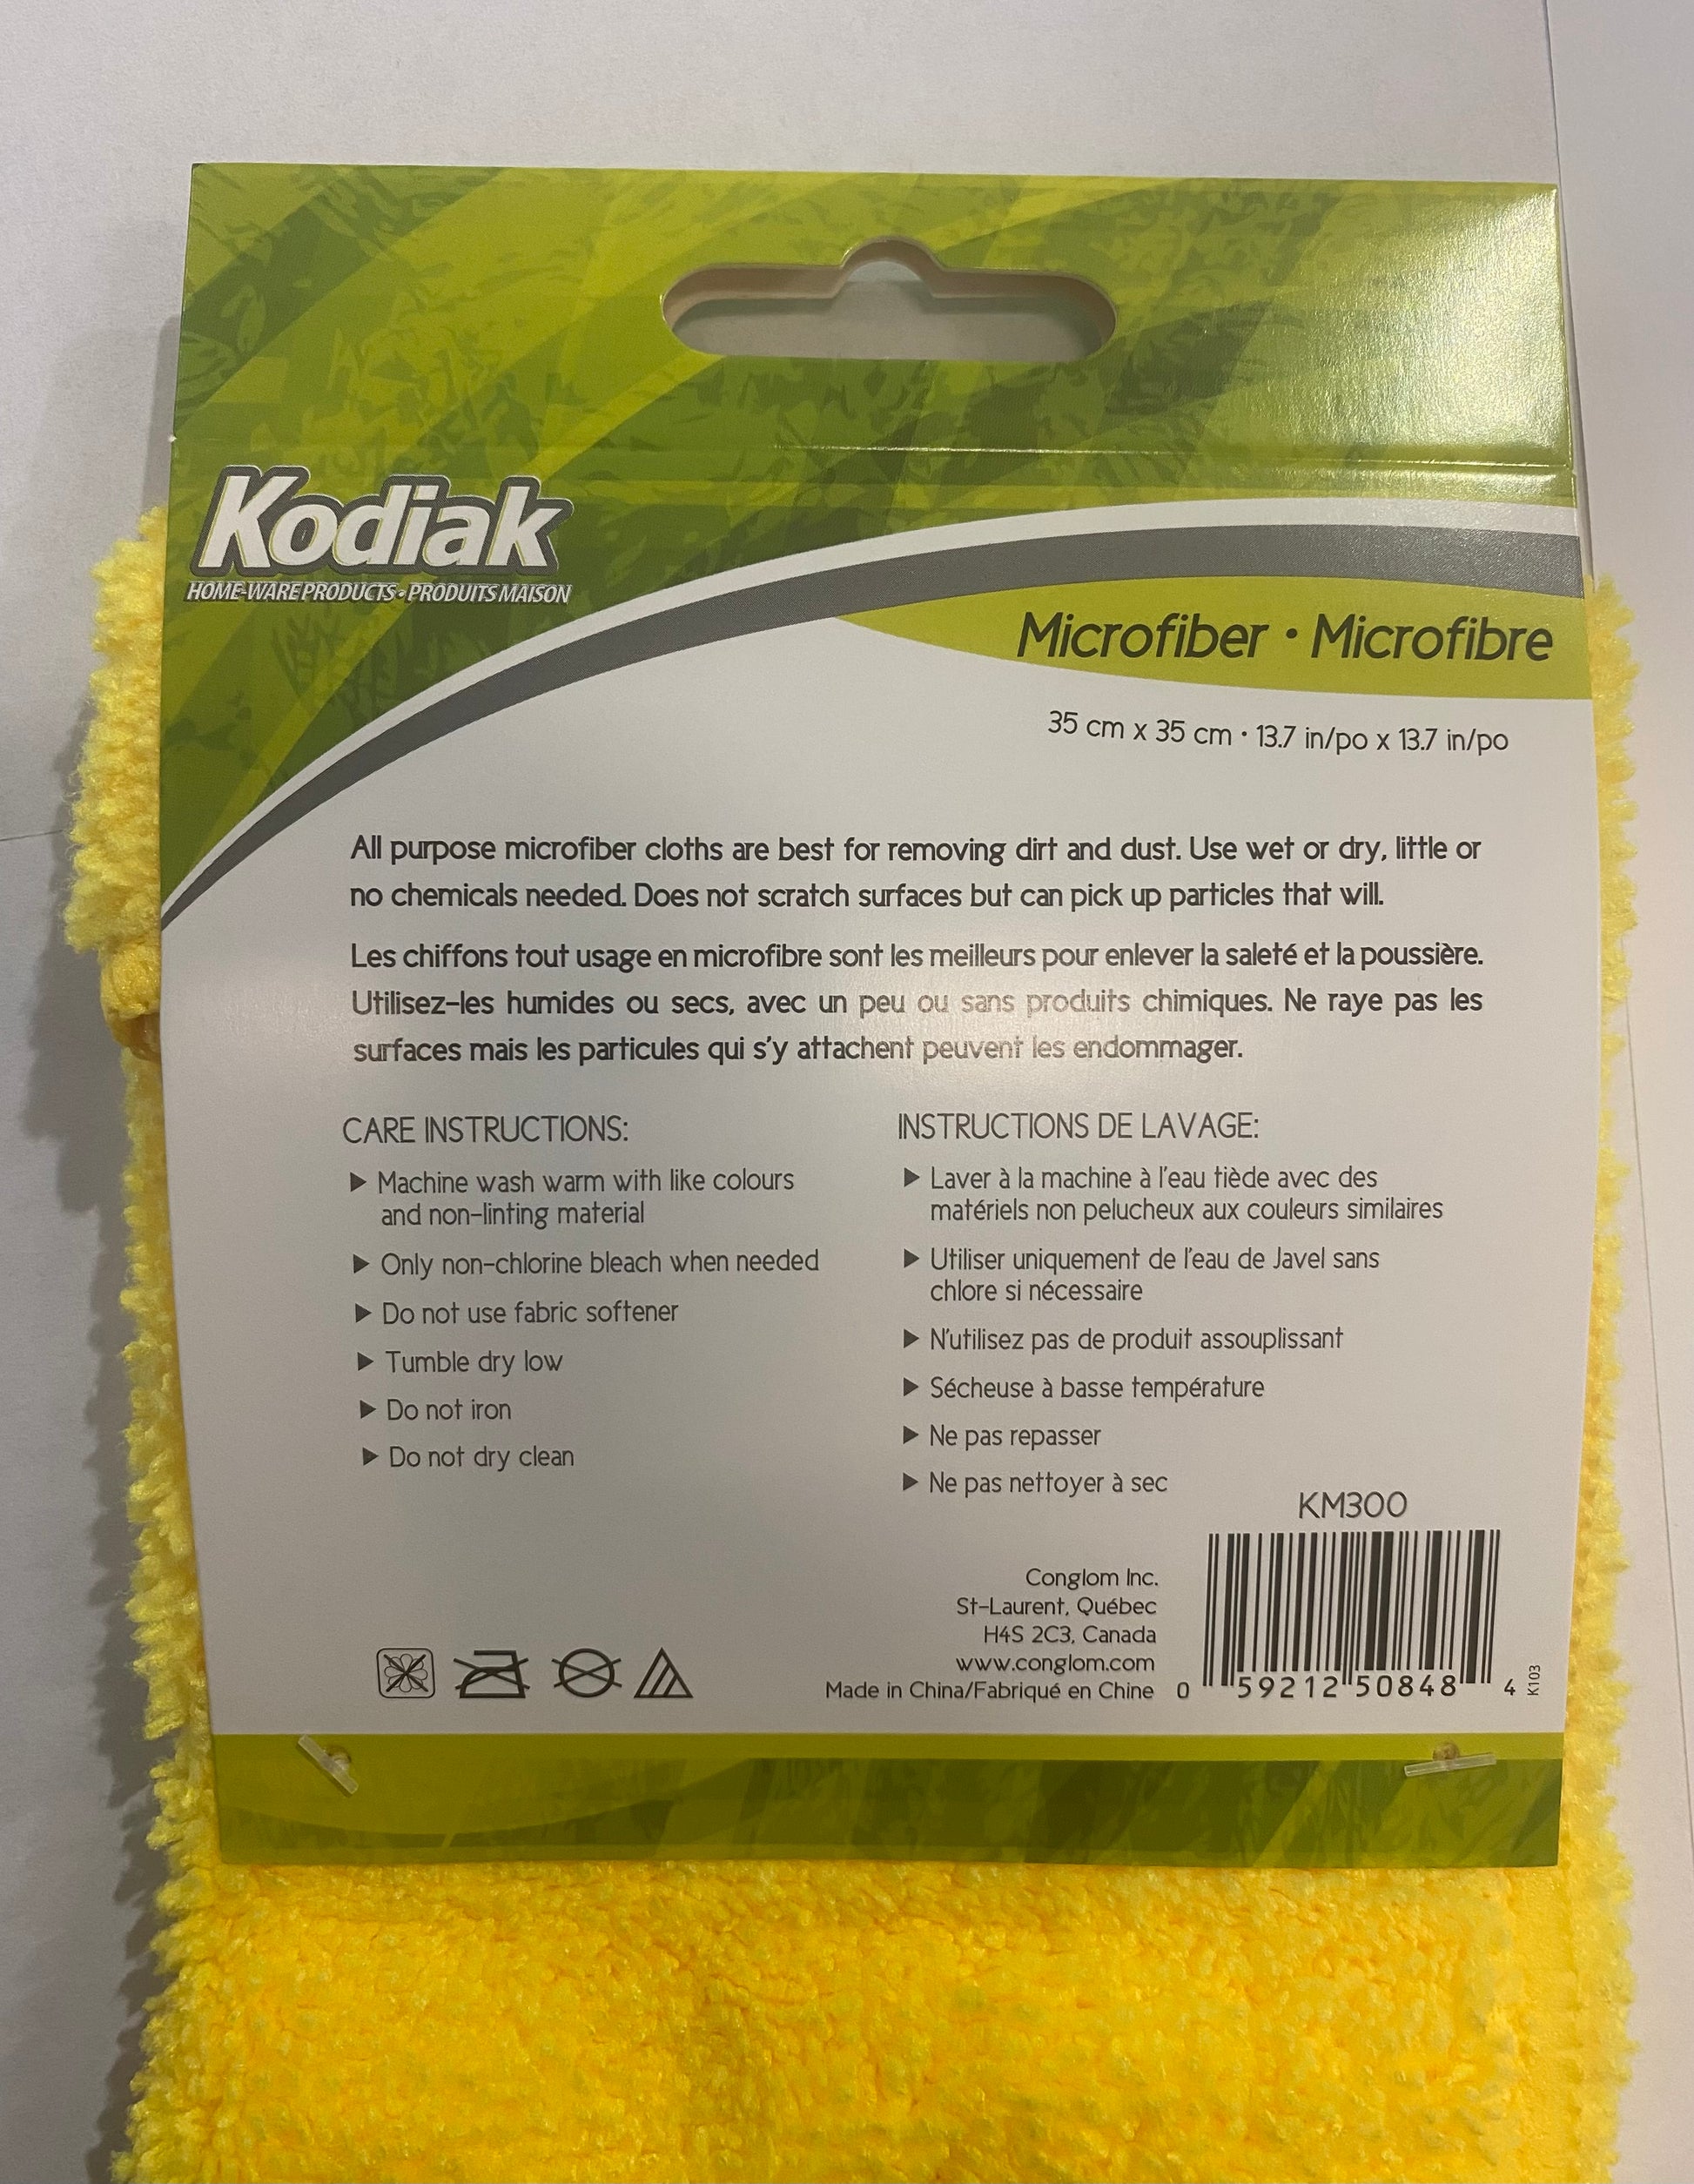 Kodiak
HOME-WARE PRODUCTS • PRODUITS MAISON
Microfiber • Microfibre
35 cm x 35 cm • 13.7 in/po x 13.7 in/po
All purpose microfiber cloths are best for removing dirt and dust. Use wet or dry, little or
no chemicals needed. Does not scratch surfaces but can pick up particles that will.
Les chiffons tout usage en microfibre sont les meilleurs pour enlever la saleté et la poussière.
Utilisez-les humides ou secs, avec un peu ou sans produits chimiques. Ne raye pas les
surfaces mais les particules qui s'y attachent peuvent les endommager.
CARE INSTRUCTIONS:
Machine wash warm with like colours
and non-linting material
Only non-chlorine bleach when needed
Do not use fabric softener
Tumble dry low
Do not iron
Do not dry clean
INSTRUCTIONS DE LAVAGE:
Laver à la machine à l'eau tiède avec des
matériels non pelucheux aux couleurs similaires
Utiliser uniquement de l'eau de Javel sans
chlore si nécessaire
N'utilisez pas de produit assouplissant
Sécheuse à basse température
Ne pas repasser
Ne pas nettoyer à sec
KM300
Conglom Inc.
St-Laurent, Québec
H4S 2C3, Canada
www.conglom.com
Made in China/Fabriqué en Chine
0 59212 50848 4
K103